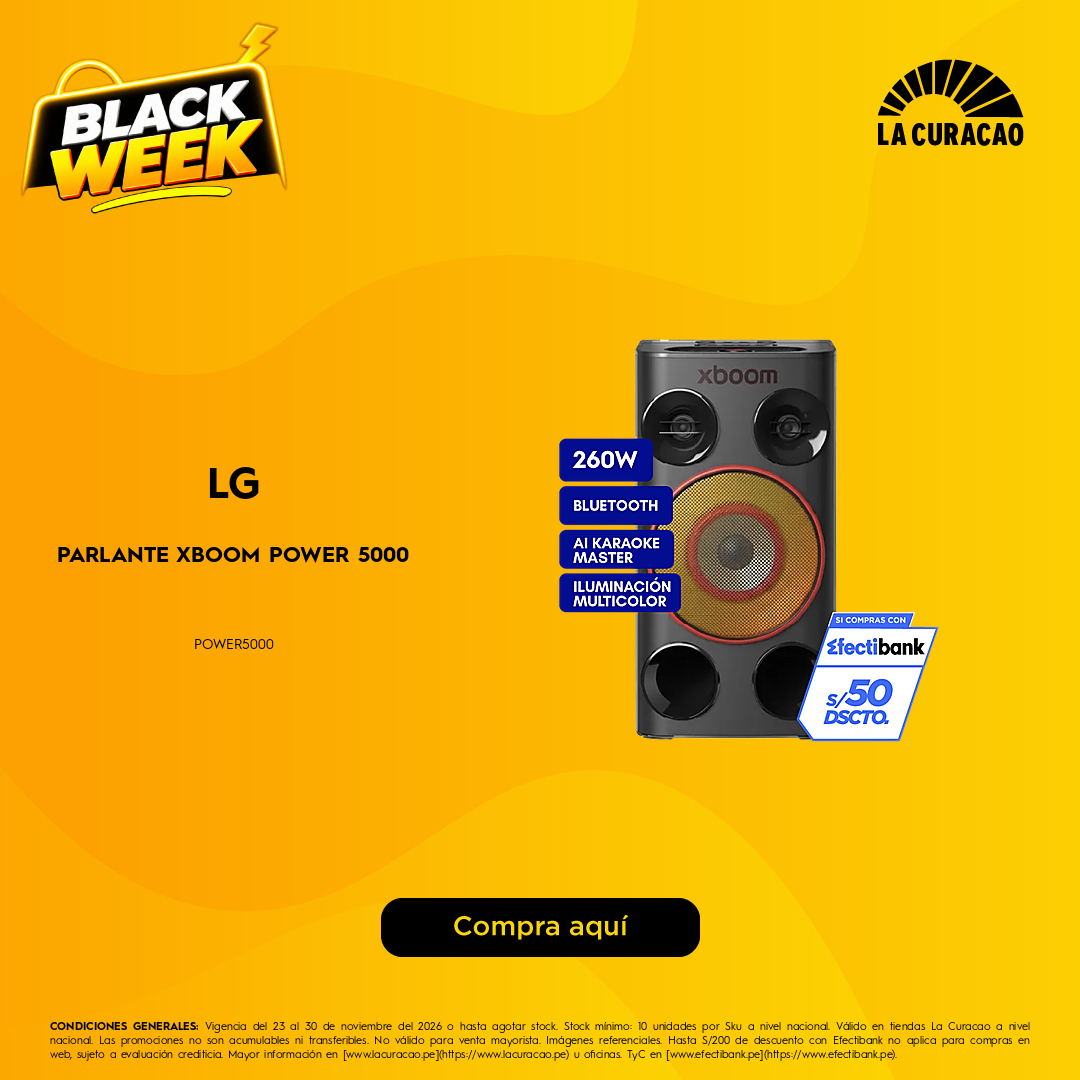 BLACK
WEEK
LA CURACAO
xboom
260W
BLUETOOTH
AI KARAOKE
MASTER
ILUMINACIÓN
MULTICOLOR
LG
PARLANTE XBOOM POWER 5000
POWER5000
SI COMPRAS CON
Efectibank
S/50
DSCTO.
Compra aquí
CONDICIONES GENERALES: Vigencia del 23 al 30 de noviembre del 2026 o hasta agotar stock. Stock mínimo: 10 unidades por Sku a nivel nacional. Válido en tiendas La Curacao a nivel
nacional. Las promociones no son acumulables ni transferibles. No válido para venta mayorista. Imágenes referenciales. Hasta S/200 de descuento con Efectibank no aplica para compras en
web, sujeto a evaluación crediticia. Mayor información en [www.lacuracao.pe](https://www.lacuracao.pe) u oficinas. TyC en [www.efectibank.pe](https://www.efectibank.pe).